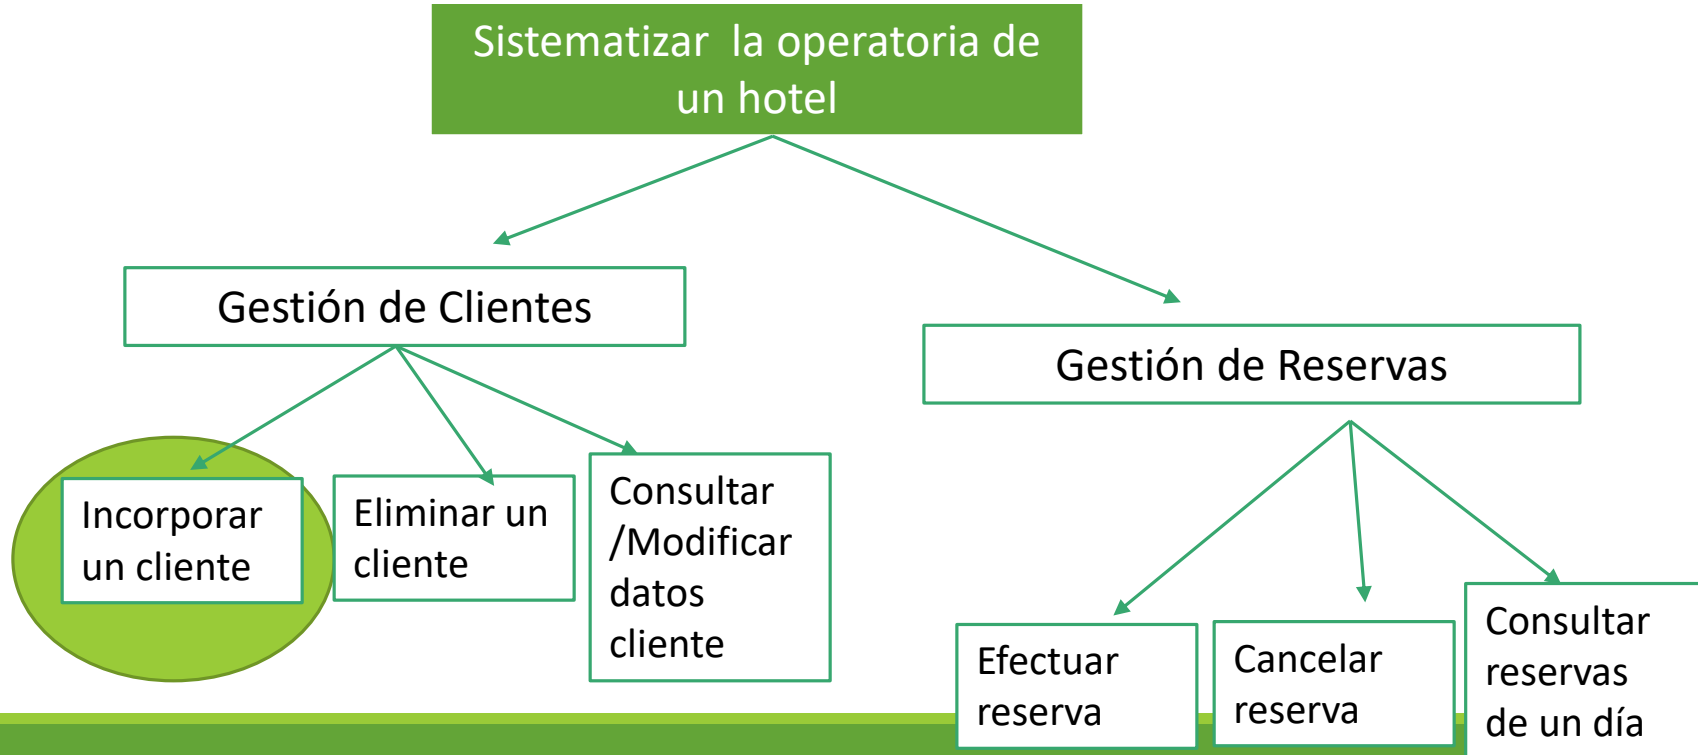 Sistematizar la operatoria de
un hotel
Gestión de Clientes
Gestión de Reservas
Incorporar
un cliente
Eliminar un
cliente
Consultar
/Modificar
datos
cliente
Efectuar
reserva
Cancelar
reserva
Consultar
reservas
de un día